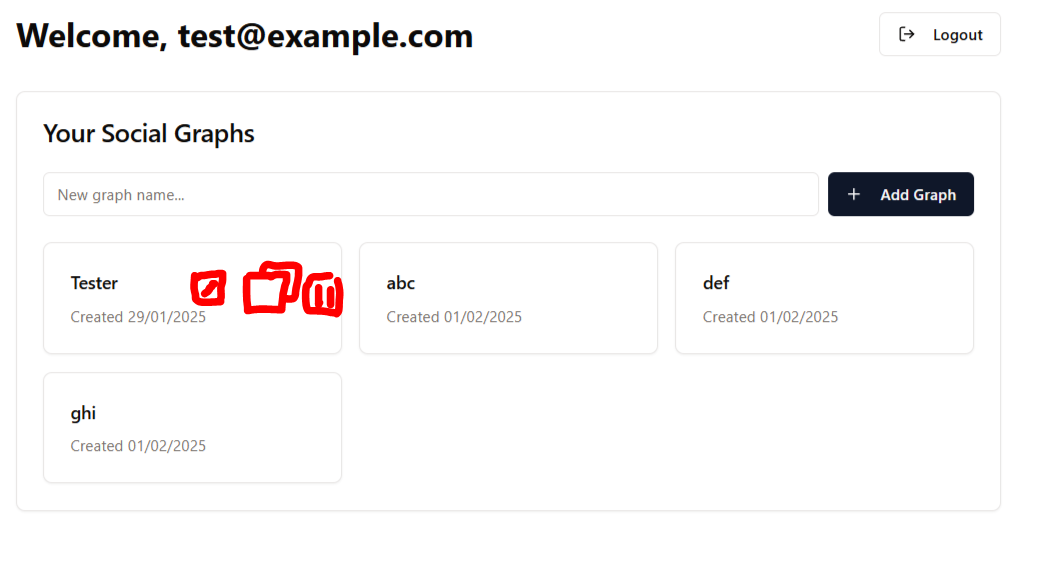 Welcome, test@example.com
Logout
Your Social Graphs
New graph name...
Add Graph
Tester
Created 29/01/2025
abc
Created 01/02/2025
def
Created 01/02/2025
ghi
Created 01/02/2025